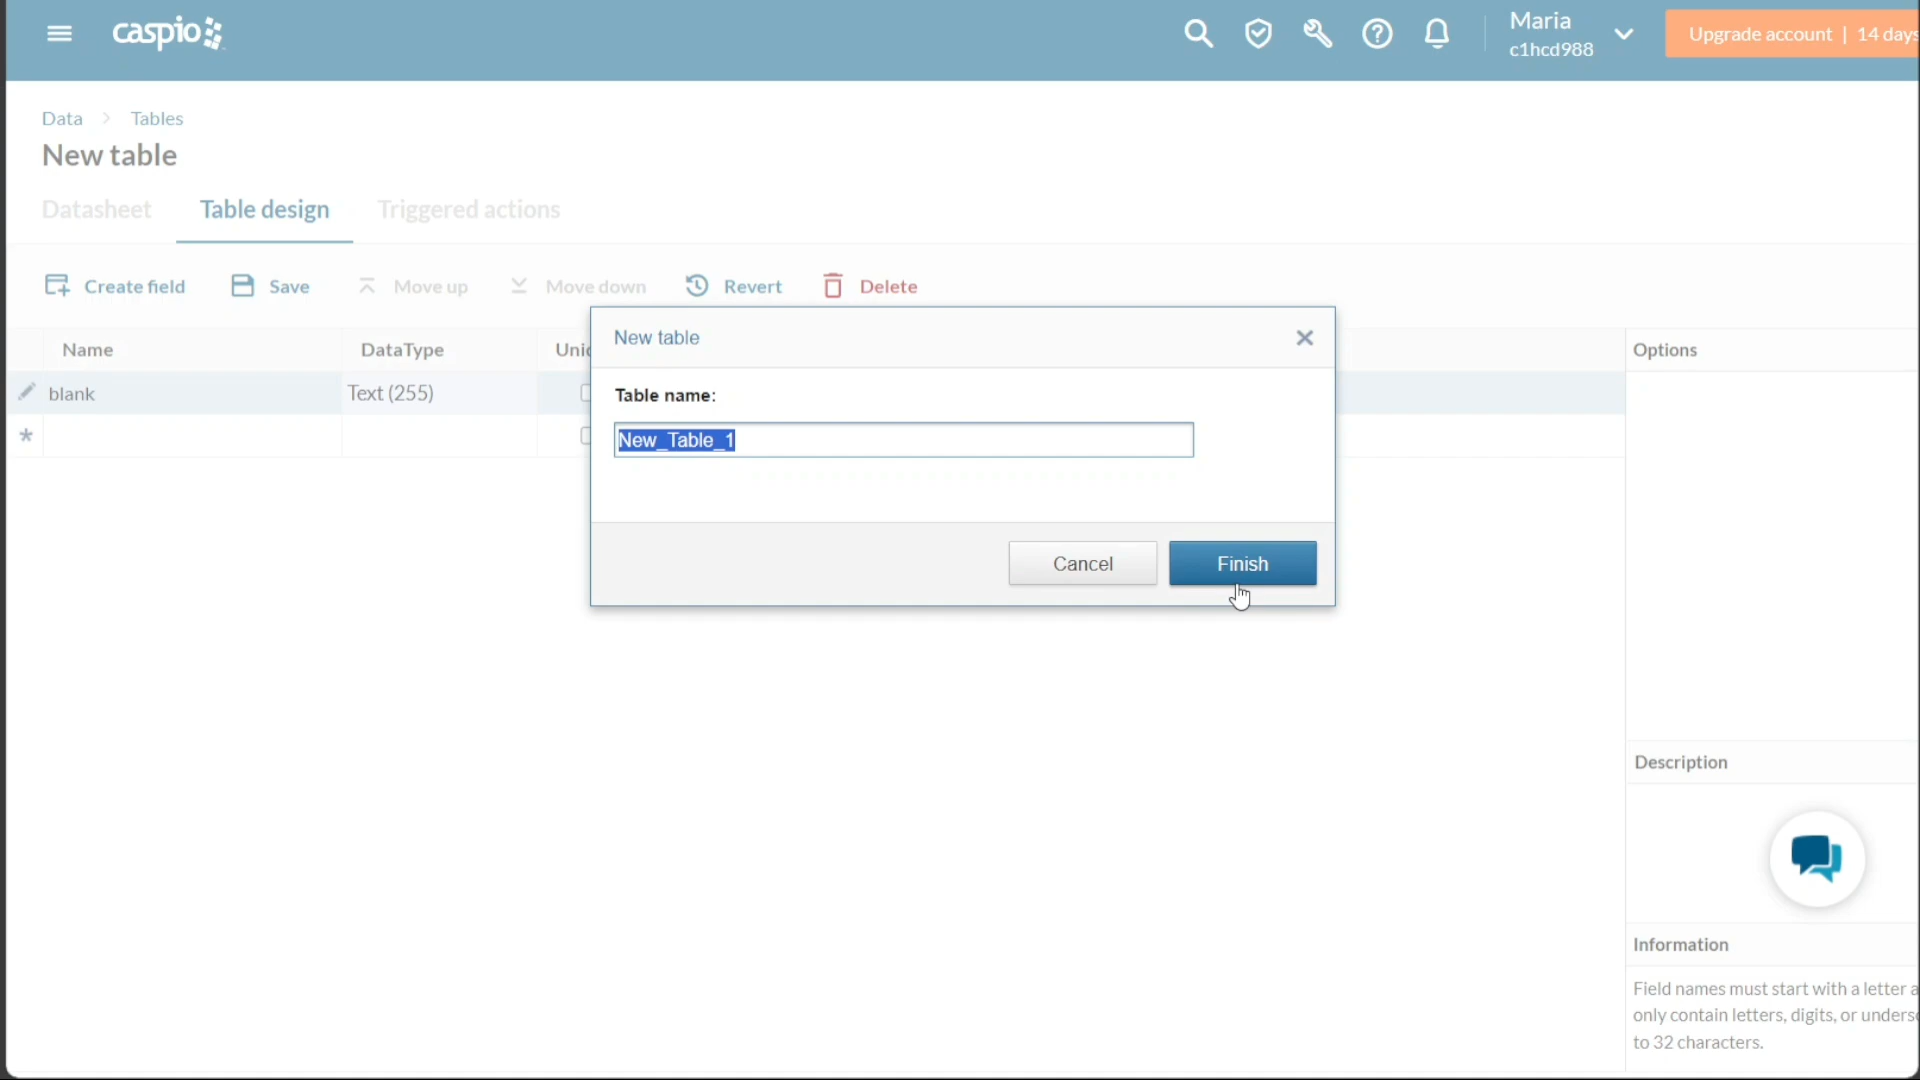 caspio
Maria
c1hcd988
Upgrade account | 14 days
Data > Tables
New table
Datasheet Table design Triggered actions
Create field Save Move up Move down Revert Delete
Name DataType Options
blank Text (255)
*
New table
Table name:
New_Table_1
Cancel Finish
Description
Information
Field names must start with a letter
only contain letters, digits, or
to 32 characters.